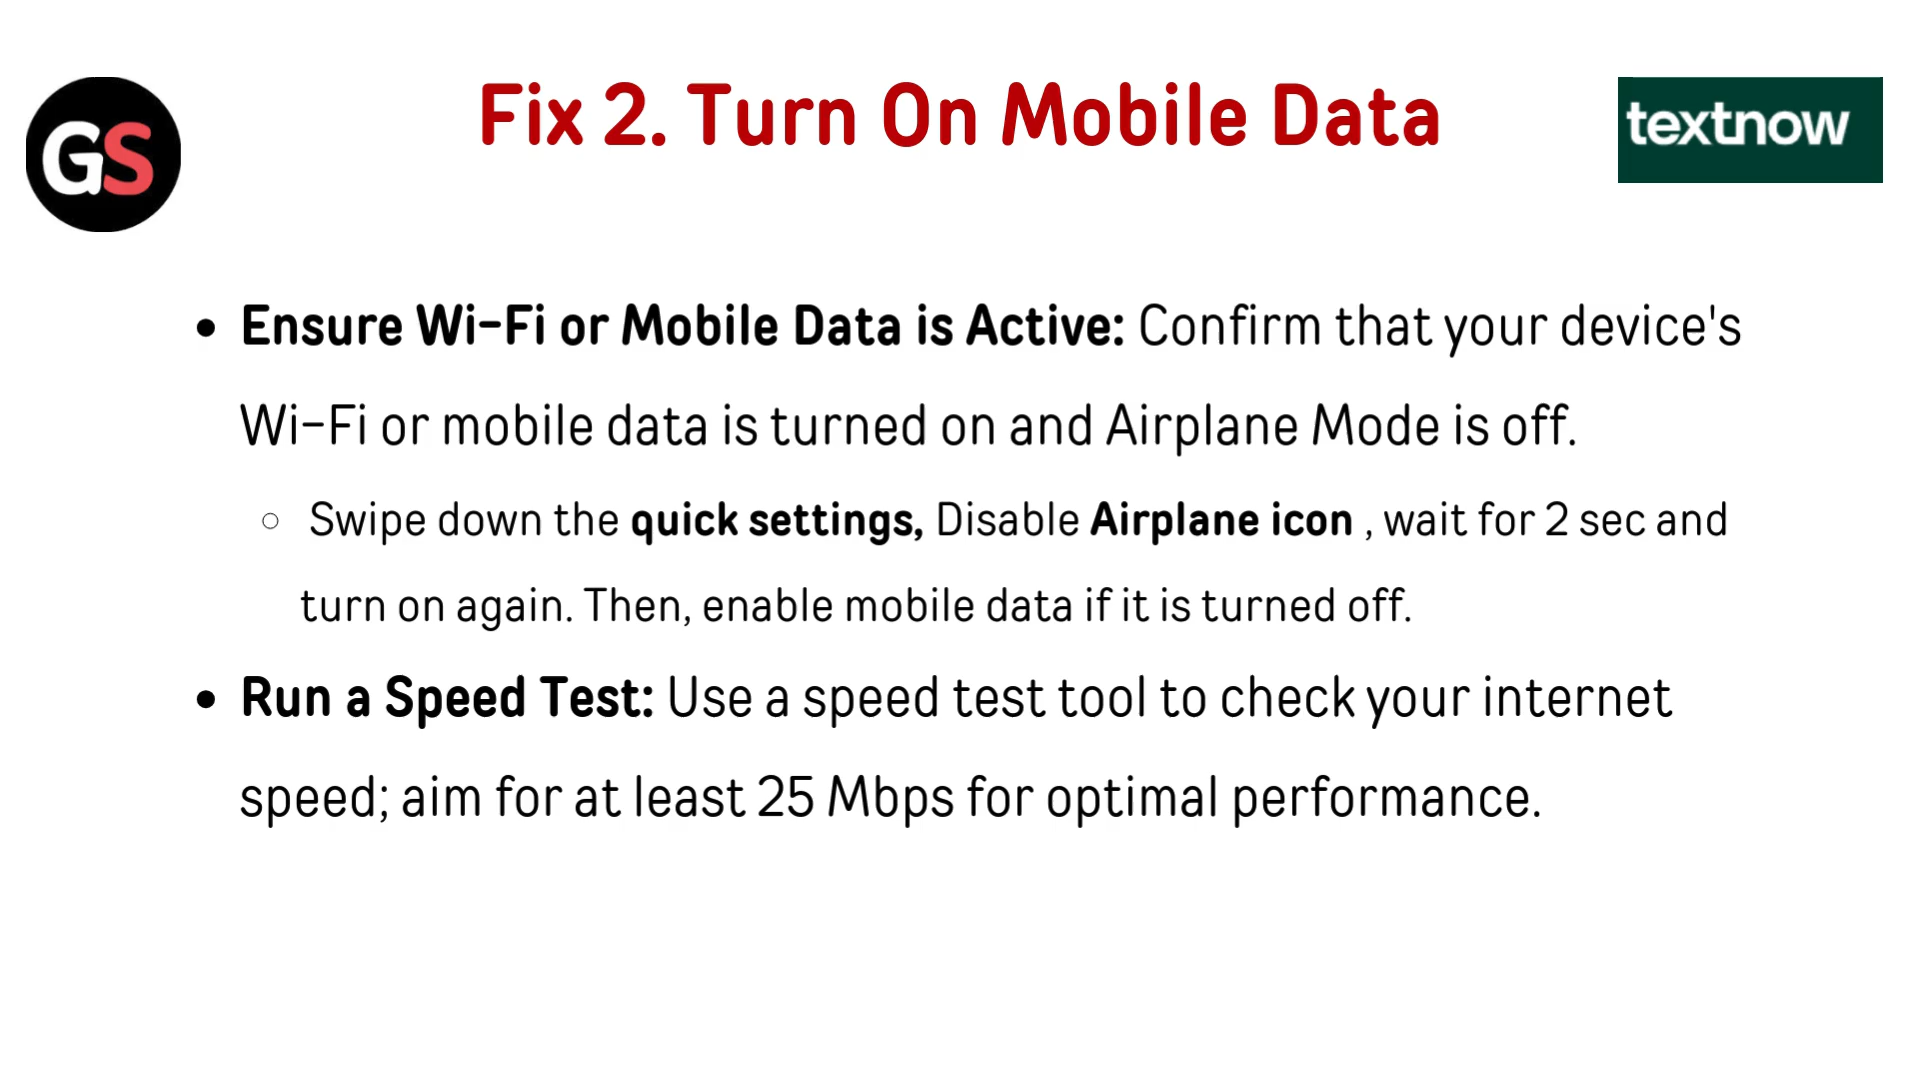 GS
Fix 2. Turn On Mobile Data
textnow
• Ensure Wi-Fi or Mobile Data is Active: Confirm that your device's
Wi-Fi or mobile data is turned on and Airplane Mode is off.
◦ Swipe down the quick settings, Disable Airplane icon , wait for 2 sec and
turn on again. Then, enable mobile data if it is turned off.
• Run a Speed Test: Use a speed test tool to check your internet
speed; aim for at least 25 Mbps for optimal performance.